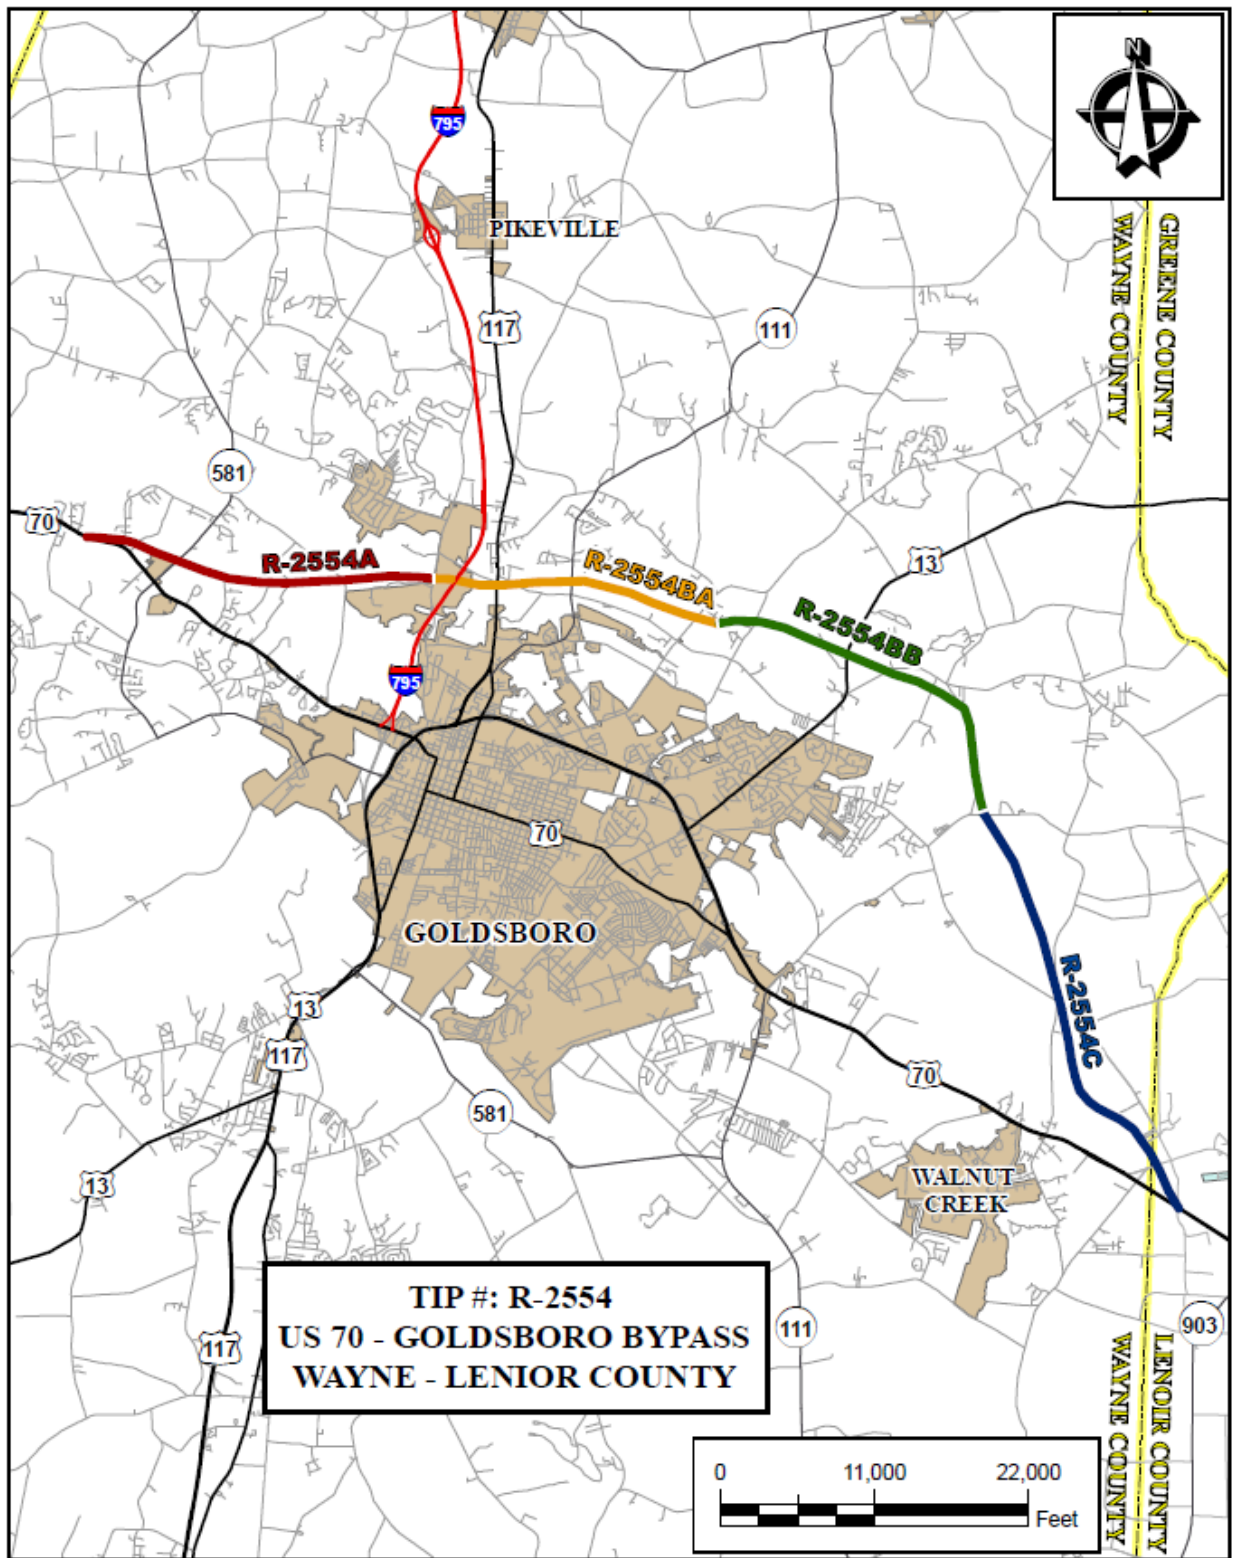 N
795
PIKEVILLE
GREENE COUNTY
WAYNE COUNTY
117
111
581
70
R-2554A
R-2554BA
13
R-2554BB
795
70
GOLDSBORO
R-2554C
13
117
70
581
13
WALNUT
CREEK
TIP #: R-2554
US 70 - GOLDSBORO BYPASS
WAYNE - LENIOR COUNTY
111
903
117
LENOIR COUNTY
WAYNE COUNTY
0 11,000 22,000
Feet